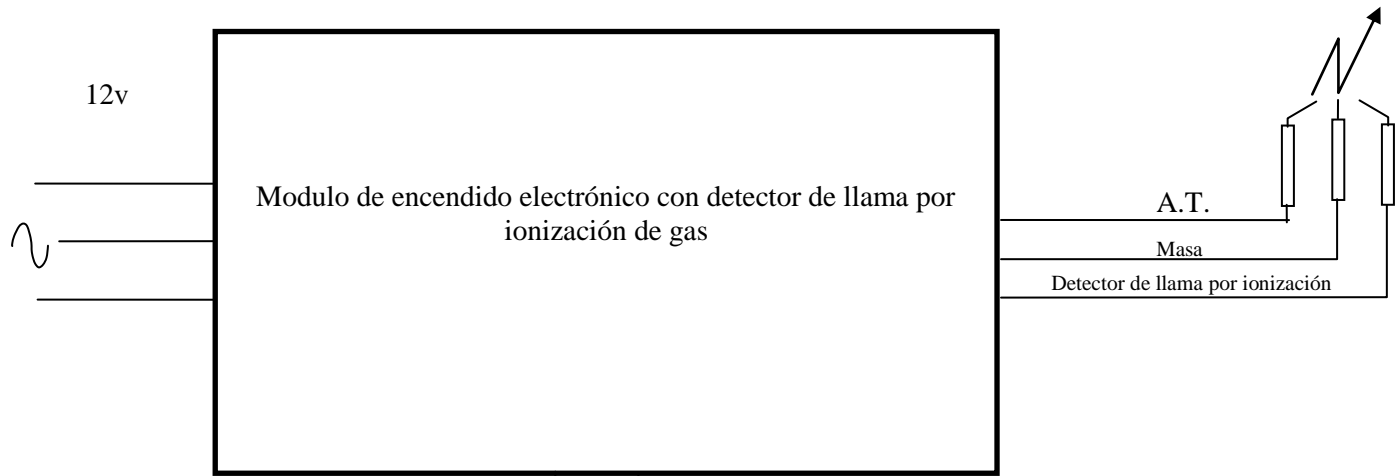 12v
Modulo de encendido electrónico con detector de llama por
ionización de gas
A.T.
Masa
Detector de llama por ionización